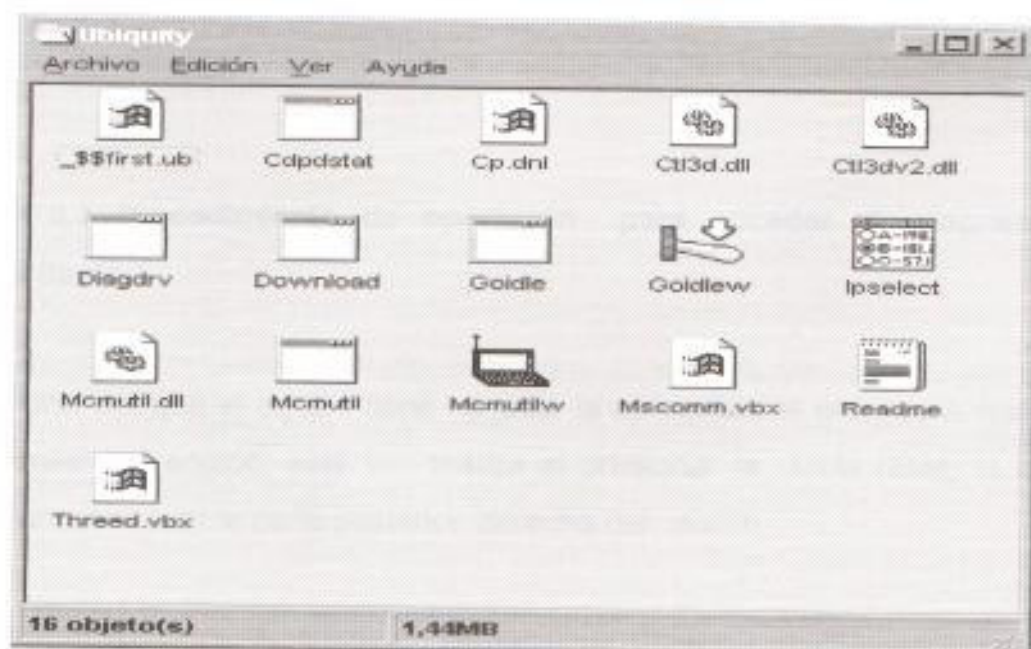 Ubiquity
Archivo Edición Ver Ayuda
_$$first.ub Cdpdstat Cp.dnl Ctl3d.dll Ctl3dv2.dll
Diagdrv Download Goidle Goidlew Ipselect
Mcmutil.dll Mcmutil Mcmutilw Mscomm.vbx Readme
Threed.vbx
16 objeto(s) 1,44MB